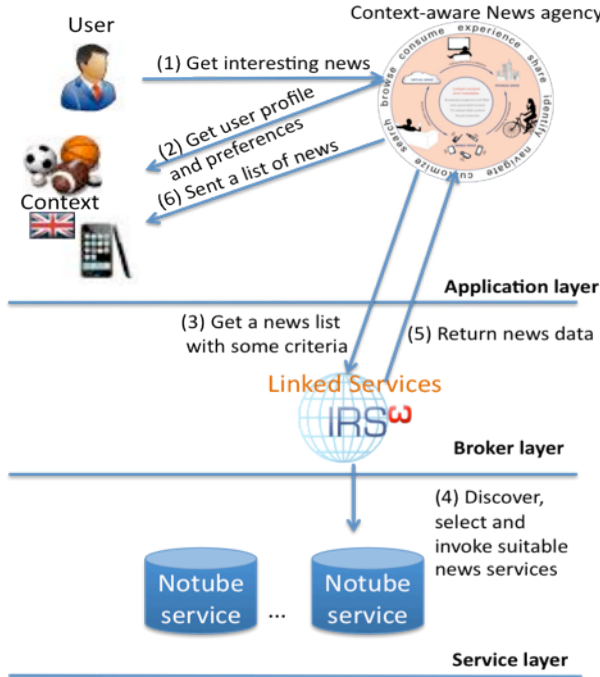 User
Context-aware News agency
(1) Get interesting news
browse consume experience share
identify navigate
customize search
(2) Get user profile
and preferences
(6) Sent a list of news
Context
Application layer
(3) Get a news list
with some criteria
(5) Return news data
Linked Services
IRS3
Broker layer
(4) Discover,
select and
invoke suitable
news services
Notube
service
...
Notube
service
Service layer